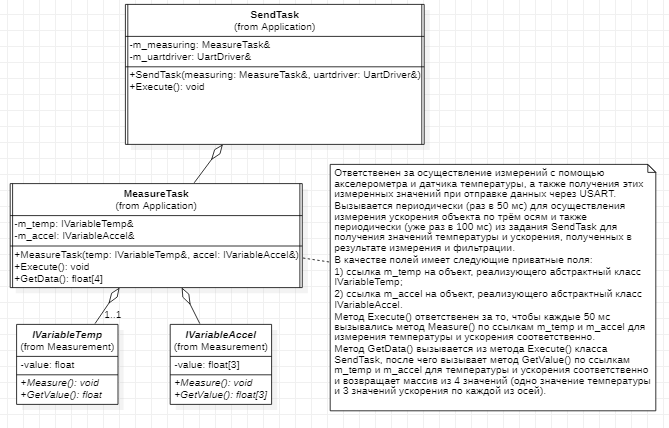 SendTask
(from Application)
-m_measuring: MeasureTask&
-m_uartdriver: UartDriver&
+SendTask(measuring: MeasureTask&, uartdriver: UartDriver&)
+Execute(): void
MeasureTask
(from Application)
-m_temp: IVariableTemp&
-m_accel: IVariableAccel&
+MeasureTask(temp: IVariableTemp&, accel: IVariableAccel&)
+Execute(): void
+GetData(): float[4]
1..1
IVariableTemp
(from Measurement)
-value: float
+Measure(): void
+GetValue(): float
IVariableAccel
(from Measurement)
-value: float[3]
+Measure(): void
+GetValue(): float[3]
Ответственен за осуществление измерений с помощью
акселерометра и датчика температуры, а также получения этих
измеренных значений при отправке данных через USART.
Вызывается периодически (раз в 50 мс) для осуществления
измерения ускорения объекта по трём осям и также
периодически (уже раз в 100 мс) из задания SendTask для
получения значений температуры и ускорения, полученных в
результате измерения и фильтрации.
В качестве полей имеет следующие приватные поля:
1) ссылка m_temp на объект, реализующего абстрактный класс
IVariableTemp;
2) ссылка m_accel на объект, реализующего абстрактный класс
IVariableAccel.
Метод Execute() ответственен за то, чтобы каждые 50 мс
вызывались метод Measure() по ссылкам m_temp и m_accel для
измерения температуры и ускорения соответственно.
Метод GetData() вызывается из метода Execute() класса
SendTask, после чего вызывает метод GetValue() по ссылкам
m_temp и m_accel для температуры и ускорения соответственно
и возвращает массив из 4 значений (одно значение температуры
и 3 значений ускорения по каждой из осей).